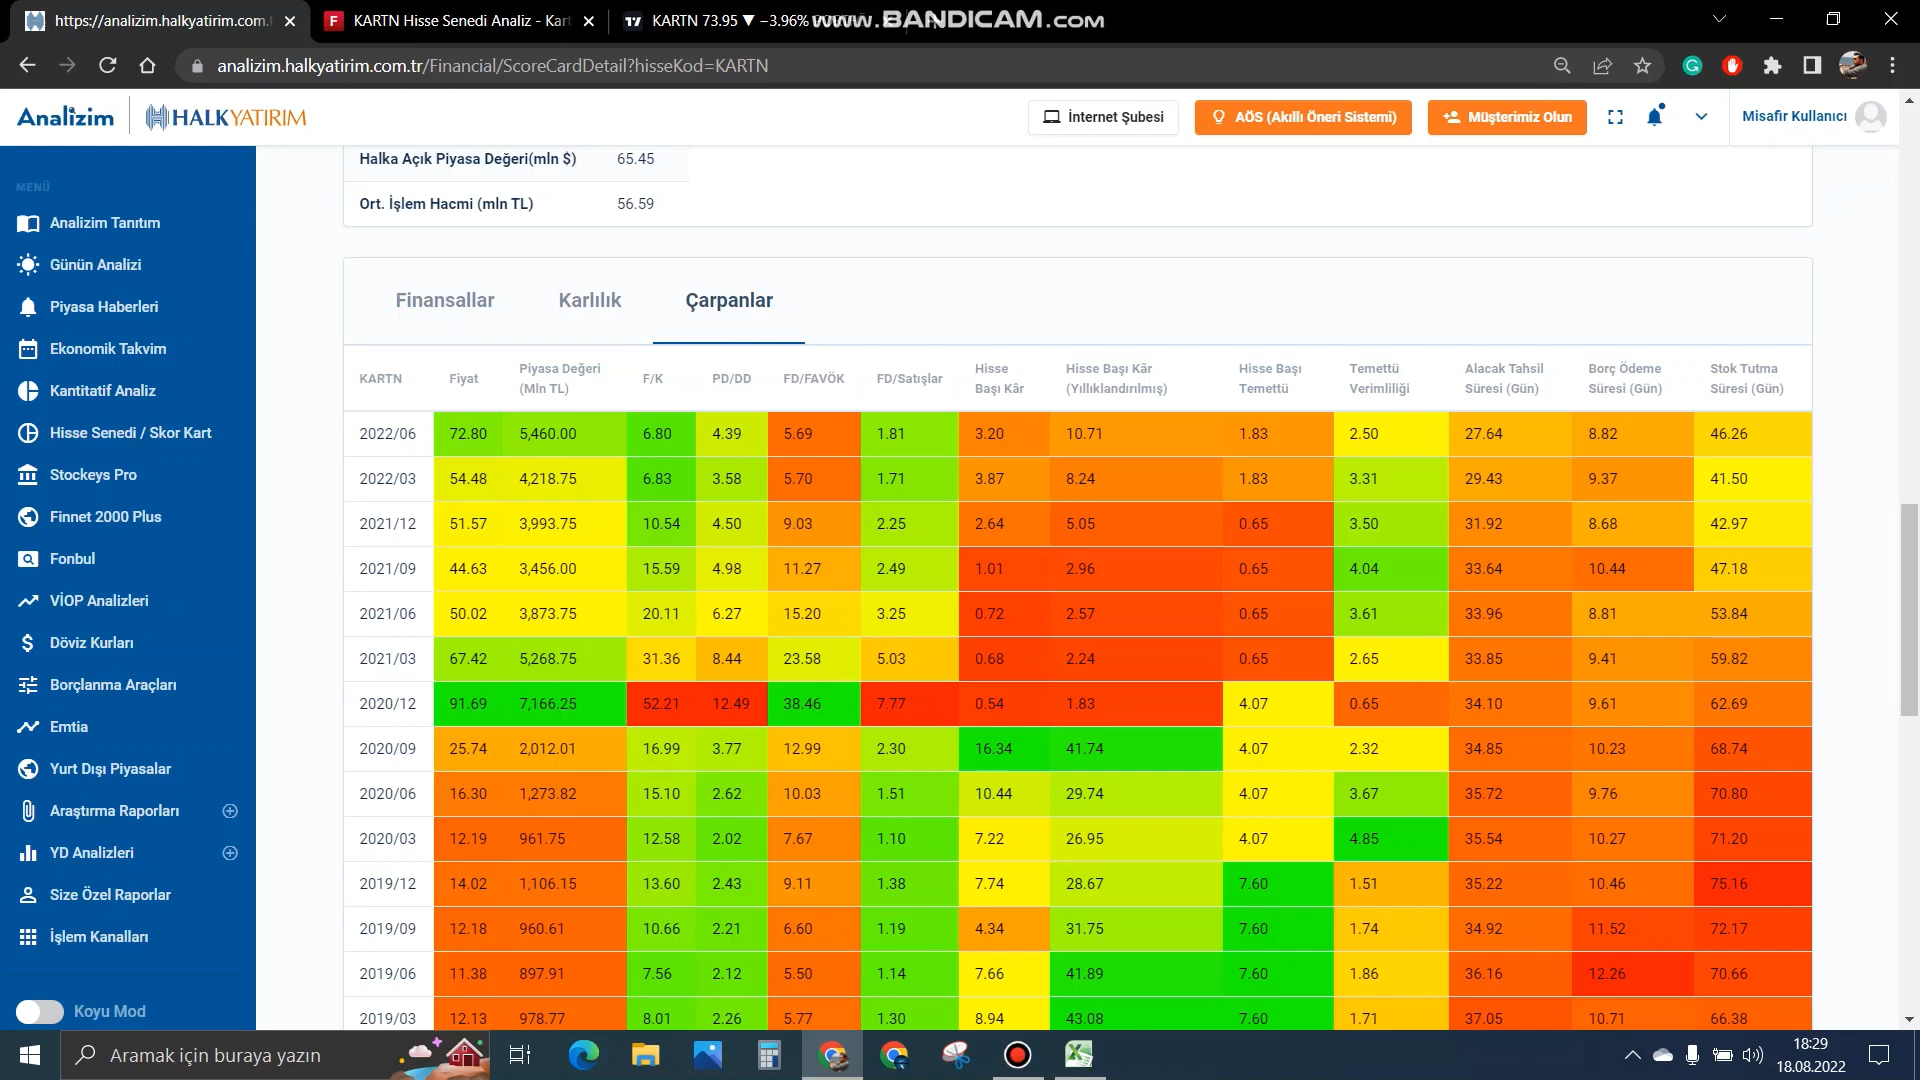 https://analizim.halkyatirim.com.t
KARTN Hisse Senedi Analiz - Kar
KARTN 73.95 ▼ −3.96%
www.BANDICAM.com
analizim.halkyatirim.com.tr/Financial/ScoreCardDetail?hisseKod=KARTN
Analizim
HALKYATIRIM
İnternet Şubesi
AÖS (Akıllı Öneri Sistemi)
Müşterimiz Olun
Misafir Kullanıcı
MENÜ
Analizim Tanıtım
Günün Analizi
Piyasa Haberleri
Ekonomik Takvim
Kantitatif Analiz
Hisse Senedi / Skor Kart
Stockeys Pro
Finnet 2000 Plus
Fonbul
VİOP Analizleri
Döviz Kurları
Borçlanma Araçları
Emtia
Yurt Dışı Piyasalar
Araştırma Raporları
YD Analizleri
Size Özel Raporlar
İşlem Kanalları
Koyu Mod
Halka Açık Piyasa Değeri(mln $) 65.45
Ort. İşlem Hacmi (mln TL) 56.59
Finansallar Karlılık Çarpanlar
KARTN Fiyat Piyasa Değeri (Mln TL) F/K PD/DD FD/FAVÖK FD/Satışlar Hisse Başı Kâr Hisse Başı Kâr (Yıllıklandırılmış) Hisse Başı Temettü Temettü Verimliliği Alacak Tahsil Süresi (Gün) Borç Ödeme Süresi (Gün) Stok Tutma Süresi (Gün)
2022/06 72.80 5,460.00 6.80 4.39 5.69 1.81 3.20 10.71 1.83 2.50 27.64 8.82 46.26
2022/03 54.48 4,218.75 6.83 3.58 5.70 1.71 3.87 8.24 1.83 3.31 29.43 9.37 41.50
2021/12 51.57 3,993.75 10.54 4.50 9.03 2.25 2.64 5.05 0.65 3.50 31.92 8.68 42.97
2021/09 44.63 3,456.00 15.59 4.98 11.27 2.49 1.01 2.96 0.65 4.04 33.64 10.44 47.18
2021/06 50.02 3,873.75 20.11 6.27 15.20 3.25 0.72 2.57 0.65 3.61 33.96 8.81 53.84
2021/03 67.42 5,268.75 31.36 8.44 23.58 5.03 0.68 2.24 0.65 2.65 33.85 9.41 59.82
2020/12 91.69 7,166.25 52.21 12.49 38.46 7.77 0.54 1.83 4.07 0.65 34.10 9.61 62.69
2020/09 25.74 2,012.01 16.99 3.77 12.99 2.30 16.34 41.74 4.07 2.32 34.85 10.23 68.74
2020/06 16.30 1,273.82 15.10 2.62 10.03 1.51 10.44 29.74 4.07 3.67 35.72 9.76 70.80
2020/03 12.19 961.75 12.58 2.02 7.67 1.10 7.22 26.95 4.07 4.85 35.54 10.27 71.20
2019/12 14.02 1,106.15 13.60 2.43 9.11 1.38 7.74 28.67 7.60 1.51 35.22 10.46 75.16
2019/09 12.18 960.61 10.66 2.21 6.60 1.19 4.34 31.75 7.60 1.74 34.92 11.52 72.17
2019/06 11.38 897.91 7.56 2.12 5.50 1.14 7.66 41.89 7.60 1.86 36.16 12.26 70.66
2019/03 12.13 978.77 8.01 2.26 5.77 1.30 8.94 43.08 7.60 1.71 37.05 10.71 66.38
Aramak için buraya yazın
18:29
18.08.2022